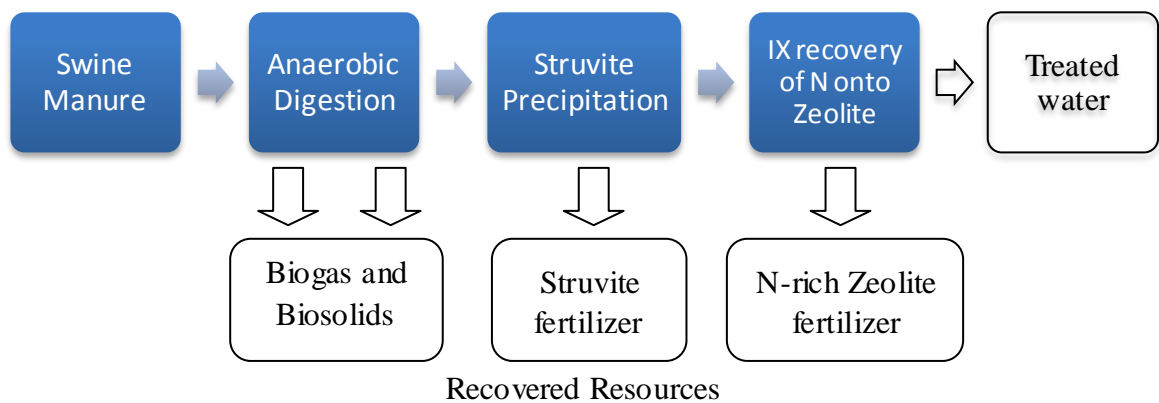 Swine
Manure
Anaerobic
Digestion
Struvite
Precipitation
IX recovery
of N onto
Zeolite
Treated
water
Biogas and
Biosolids
Struvite
fertilizer
N-rich Zeolite
fertilizer
Recovered Resources